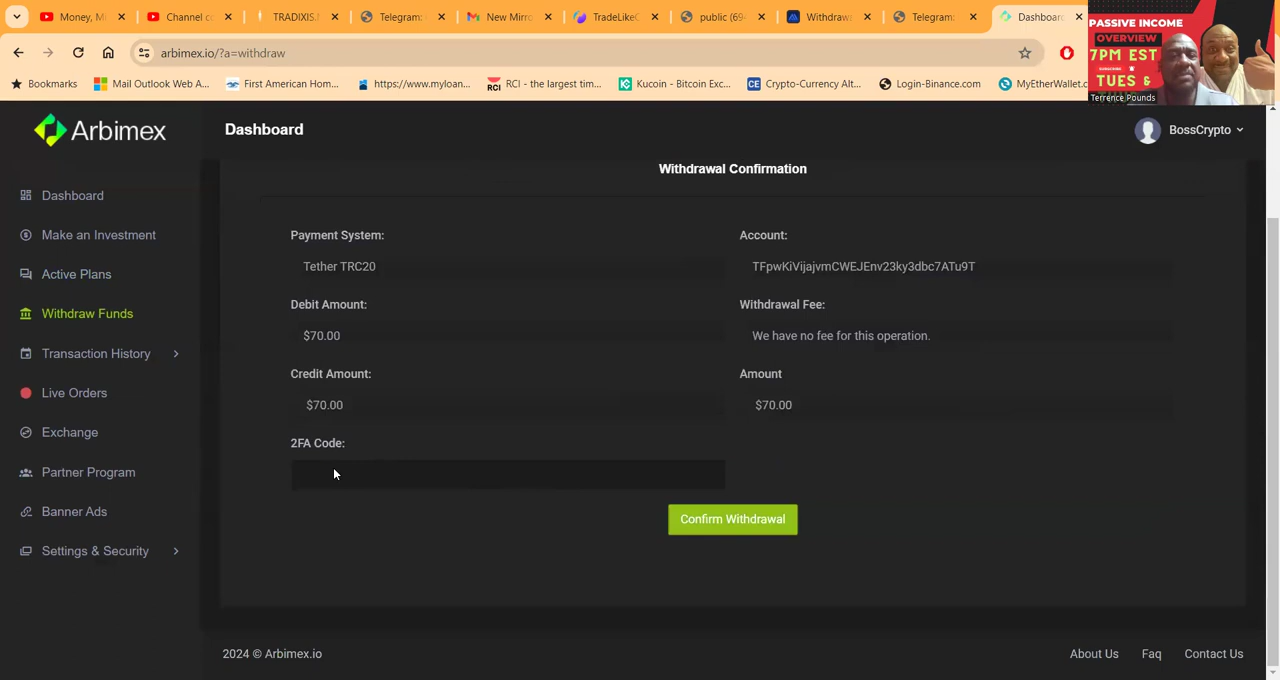 Money, M
Channel c
TRADIXIS.
Telegram:
New Mirro
TradeLike
public (69
Withdrawa
Telegram:
Dashboar
arbimex.io/?a=withdraw
Bookmarks
Mail Outlook Web A...
First American Hom...
https://www.myloan...
RCI - the largest tim...
Kucoin - Bitcoin Exc...
Crypto-Currency Alt...
Login-Binance.com
MyEtherWallet.c
PASSIVE INCOME
OVERVIEW
7PM EST
TUES &
Terrence Pounds
Arbimex
Dashboard
BossCrypto
Dashboard
Make an Investment
Active Plans
Withdraw Funds
Transaction History
Live Orders
Exchange
Partner Program
Banner Ads
Settings & Security
Withdrawal Confirmation
Payment System:
Account:
Tether TRC20
TFpwKiVijajvmCWEJEnv23ky3dbc7ATu9T
Debit Amount:
Withdrawal Fee:
$70.00
We have no fee for this operation.
Credit Amount:
Amount
$70.00
$70.00
2FA Code:
Confirm Withdrawal
2024 © Arbimex.io
About Us
Faq
Contact Us